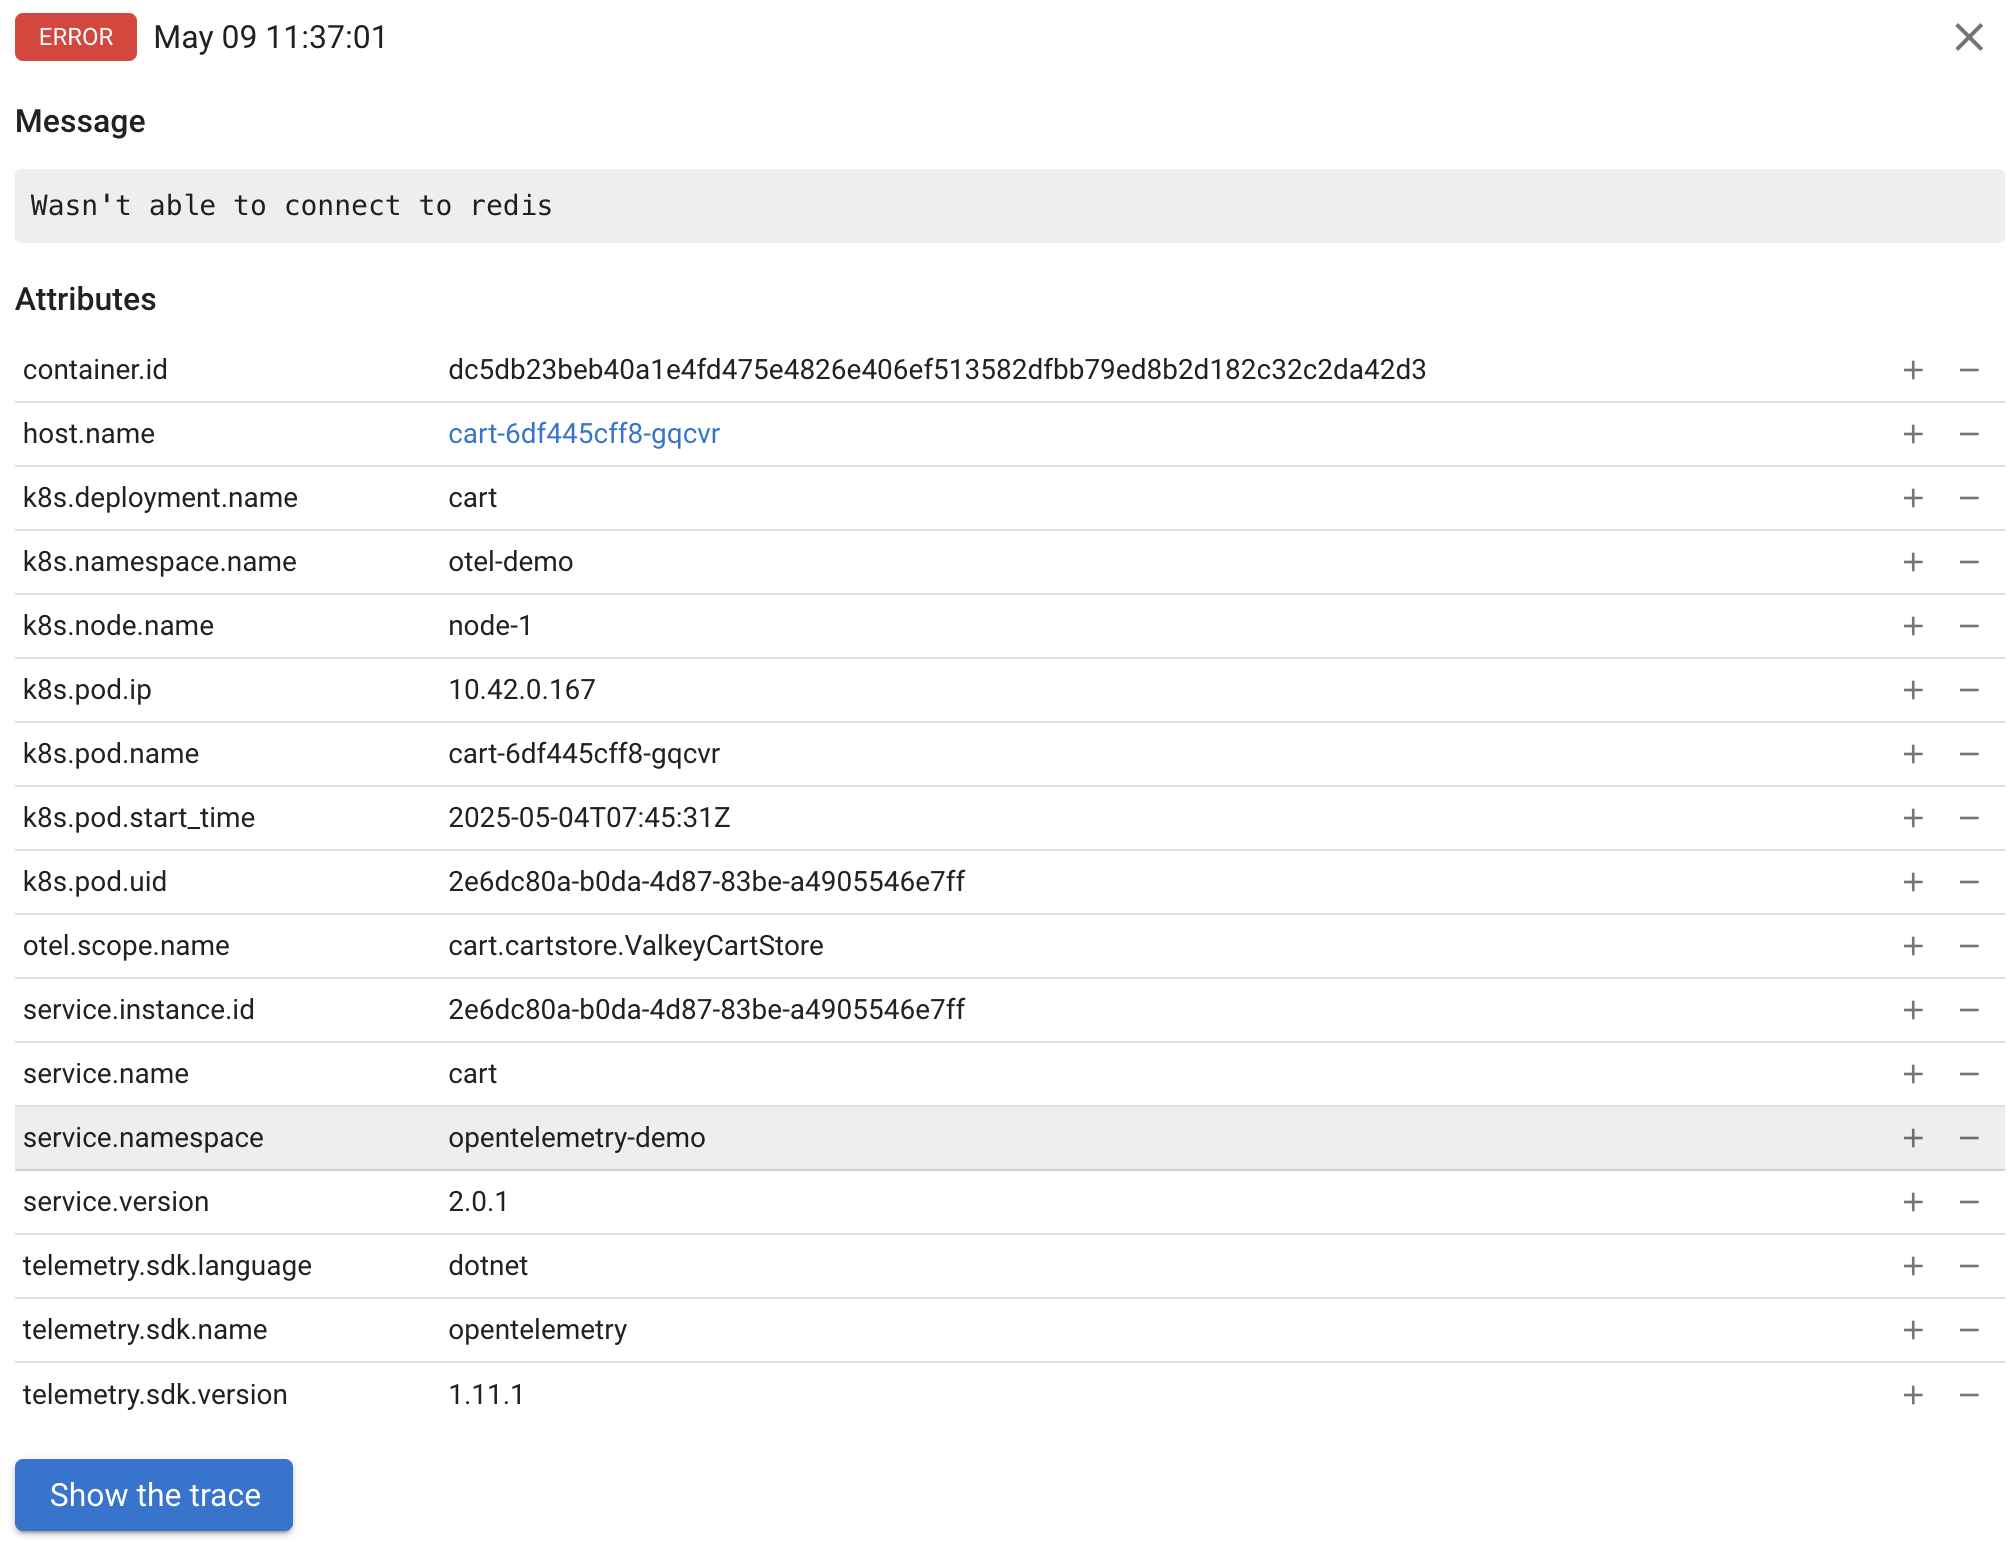 ERROR May 09 11:37:01
Message
Wasn't able to connect to redis
Attributes
container.id dc5db23beb40a1e4fd475e4826e406ef513582dfbb79ed8b2d182c32c2da42d3
host.name cart-6df445cff8-gqcvr
k8s.deployment.name cart
k8s.namespace.name otel-demo
k8s.node.name node-1
k8s.pod.ip 10.42.0.167
k8s.pod.name cart-6df445cff8-gqcvr
k8s.pod.start_time 2025-05-04T07:45:31Z
k8s.pod.uid 2e6dc80a-b0da-4d87-83be-a4905546e7ff
otel.scope.name cart.cartstore.ValkeyCartStore
service.instance.id 2e6dc80a-b0da-4d87-83be-a4905546e7ff
service.name cart
service.namespace opentelemetry-demo
service.version 2.0.1
telemetry.sdk.language dotnet
telemetry.sdk.name opentelemetry
telemetry.sdk.version 1.11.1
Show the trace